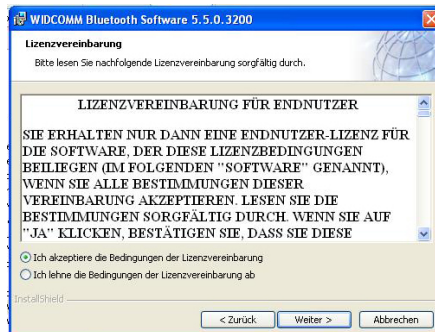 WIDCOMM Bluetooth Software 5.5.0.3200
Lizenzvereinbarung
Bitte lesen Sie nachfolgende Lizenzvereinbarung sorgfältig durch.
LIZENZVEREINBARUNG FÜR ENDNUTZER
SIE ERHALTEN NUR DANN EINE ENDNUTZER-LIZENZ FÜR
DIE SOFTWARE, DER DIESE LIZENZBEDINGUNGEN
BEILIEGEN (IM FOLGENDEN "SOFTWARE" GENANNT),
WENN SIE ALLE BESTIMMUNGEN DIESER
VEREINBARUNG AKZEPTIEREN. LESEN SIE DIE
BESTIMMUNGEN SORGFÄLTIG DURCH. WENN SIE AUF
"JA" KLICKEN, BESTÄTIGEN SIE, DASS SIE DIESE
Ich akzeptiere die Bedingungen der Lizenzvereinbarung
Ich lehne die Bedingungen der Lizenzvereinbarung ab
InstallShield
< Zurück Weiter > Abbrechen